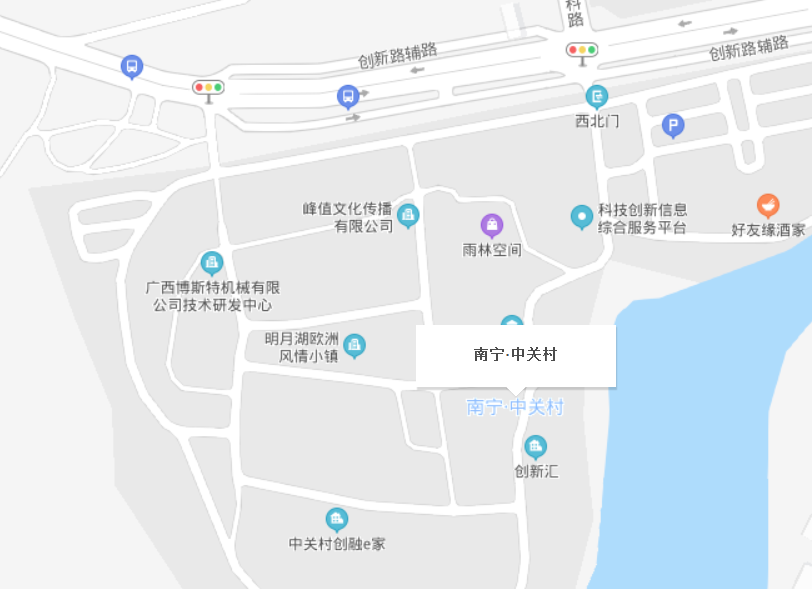 科
路
创新路辅路
创新路辅路
西北门
P
峰值文化传播
有限公司
科技创新信息
综合服务平台
好友缘酒家
雨林空间
广西博斯特机械有限
公司技术研发中心
明月湖欧洲
风情小镇
南宁·中关村
南宁·中关村
创新汇
中关村创融e家